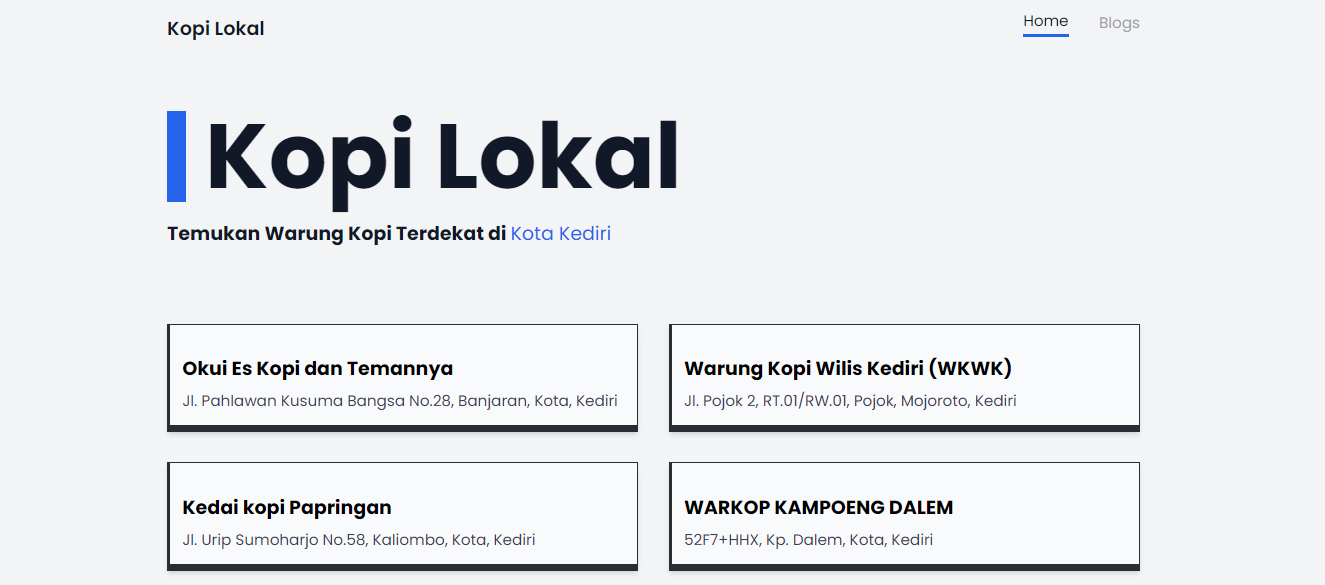 Kopi Lokal
Home
Blogs
Kopi Lokal
Temukan Warung Kopi Terdekat di Kota Kediri
Okui Es Kopi dan Temannya
Jl. Pahlawan Kusuma Bangsa No.28, Banjaran, Kota, Kediri
Warung Kopi Wilis Kediri (WKWK)
Jl. Pojok 2, RT.01/RW.01, Pojok, Mojoroto, Kediri
Kedai kopi Papringan
Jl. Urip Sumoharjo No.58, Kaliombo, Kota, Kediri
WARKOP KAMPOENG DALEM
52F7+HHX, Kp. Dalem, Kota, Kediri